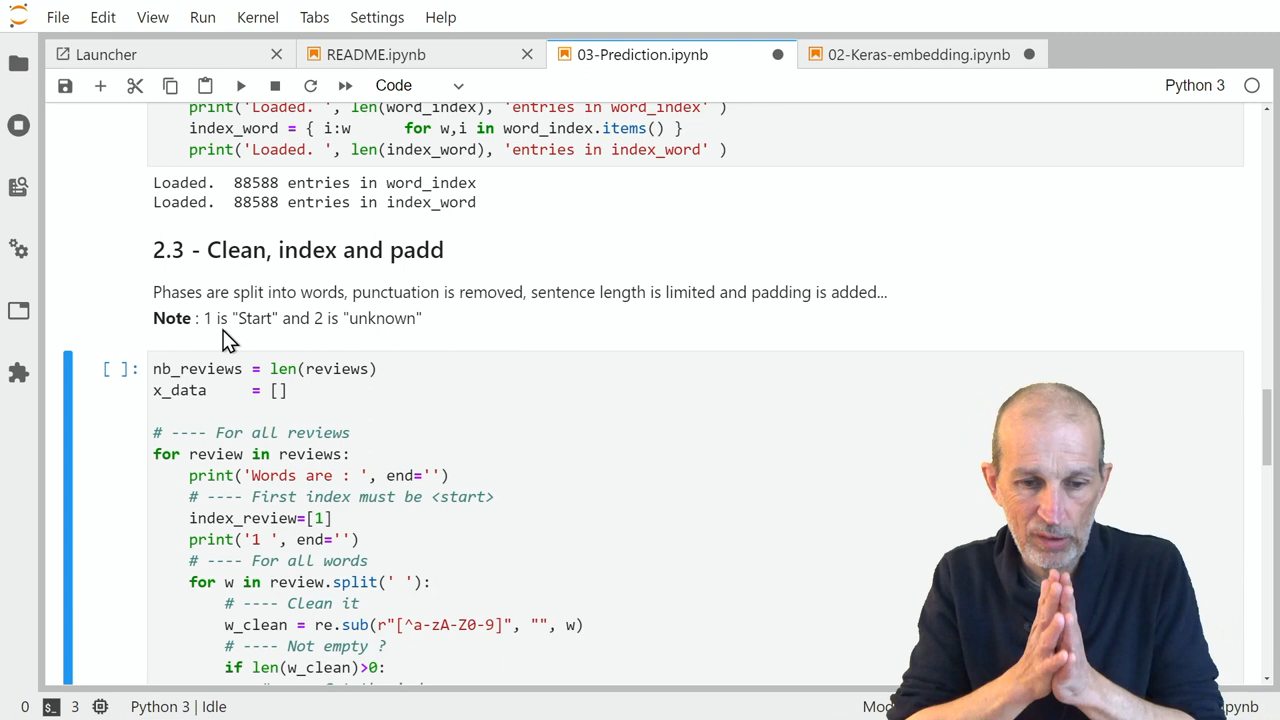 File Edit View Run Kernel Tabs Settings Help
Launcher README.ipynb 03-Prediction.ipynb 02-Keras-embedding.ipynb
Code Python 3
print('Loaded. ', len(word_index), 'entries in word_index' )
index_word = { i:w for w,i in word_index.items() }
print('Loaded. ', len(index_word), 'entries in index_word' )
Loaded. 88588 entries in word_index
Loaded. 88588 entries in index_word
2.3 - Clean, index and padd
Phases are split into words, punctuation is removed, sentence length is limited and padding is added...
Note : 1 is "Start" and 2 is "unknown"
[ ]: nb_reviews = len(reviews)
x_data = []
# ---- For all reviews
for review in reviews:
print('Words are : ', end='')
# ---- First index must be <start>
index_review=[1]
print('1 ', end='')
# ---- For all words
for w in review.split(' '):
# ---- Clean it
w_clean = re.sub(r"[^a-zA-Z0-9]", "", w)
# ---- Not empty ?
if len(w_clean)>0:
0 $_ 3 Python 3 | Idle